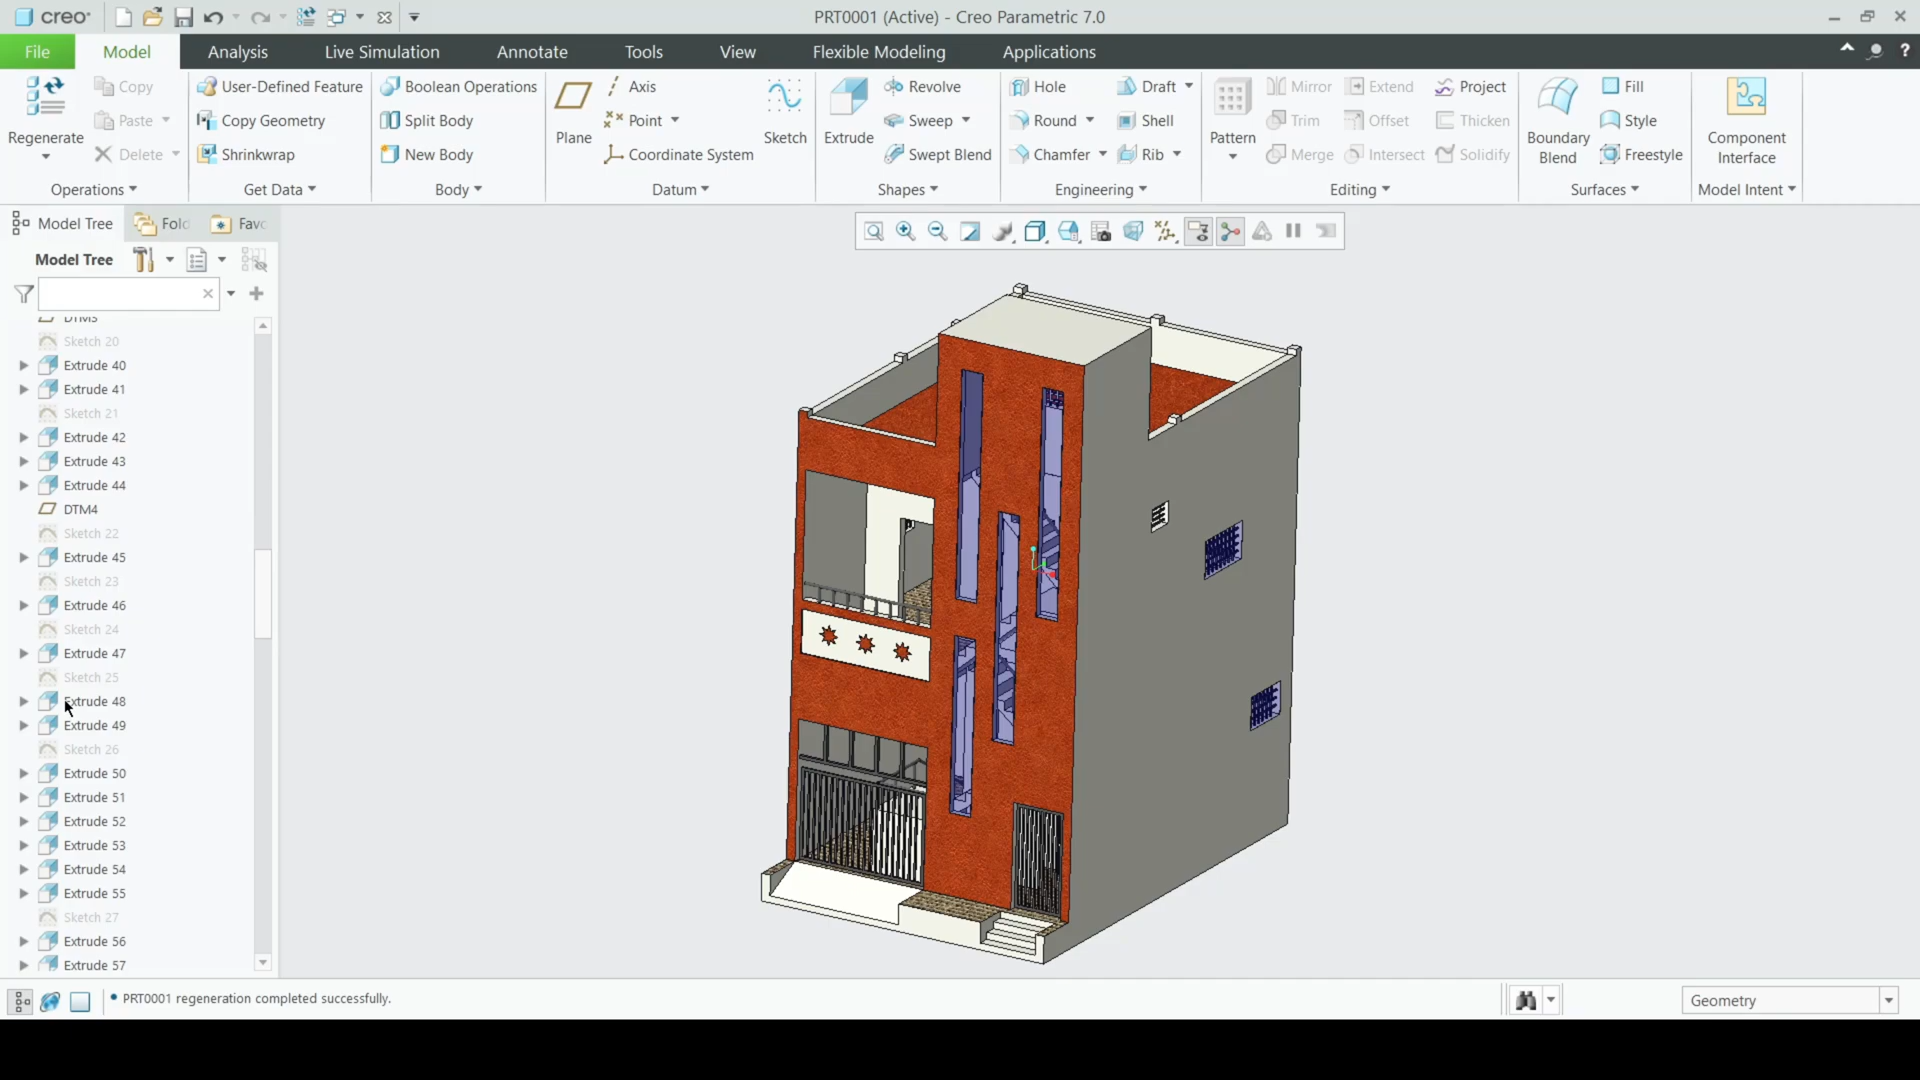 creo
PRT0001 (Active) - Creo Parametric 7.0
File Model Analysis Live Simulation Annotate Tools View Flexible Modeling Applications
Regenerate
Copy
Paste
Delete
Operations
User-Defined Feature
Copy Geometry
Shrinkwrap
Get Data
Boolean Operations
Split Body
New Body
Body
Plane
Axis
Point
Coordinate System
Sketch
Datum
Extrude
Revolve
Sweep
Swept Blend
Shapes
Hole
Draft
Round
Shell
Chamfer
Rib
Engineering
Pattern
Mirror
Extend
Project
Trim
Offset
Thicken
Merge
Intersect
Solidify
Editing
Boundary
Blend
Fill
Style
Freestyle
Surfaces
Component
Interface
Model Intent
Model Tree
Fold
Favo
Model Tree
DTM3
Sketch 20
Extrude 40
Extrude 41
Sketch 21
Extrude 42
Extrude 43
Extrude 44
DTM4
Sketch 22
Extrude 45
Sketch 23
Extrude 46
Sketch 24
Extrude 47
Sketch 25
Extrude 48
Extrude 49
Sketch 26
Extrude 50
Extrude 51
Extrude 52
Extrude 53
Extrude 54
Extrude 55
Sketch 27
Extrude 56
Extrude 57
• PRT0001 regeneration completed successfully.
Geometry